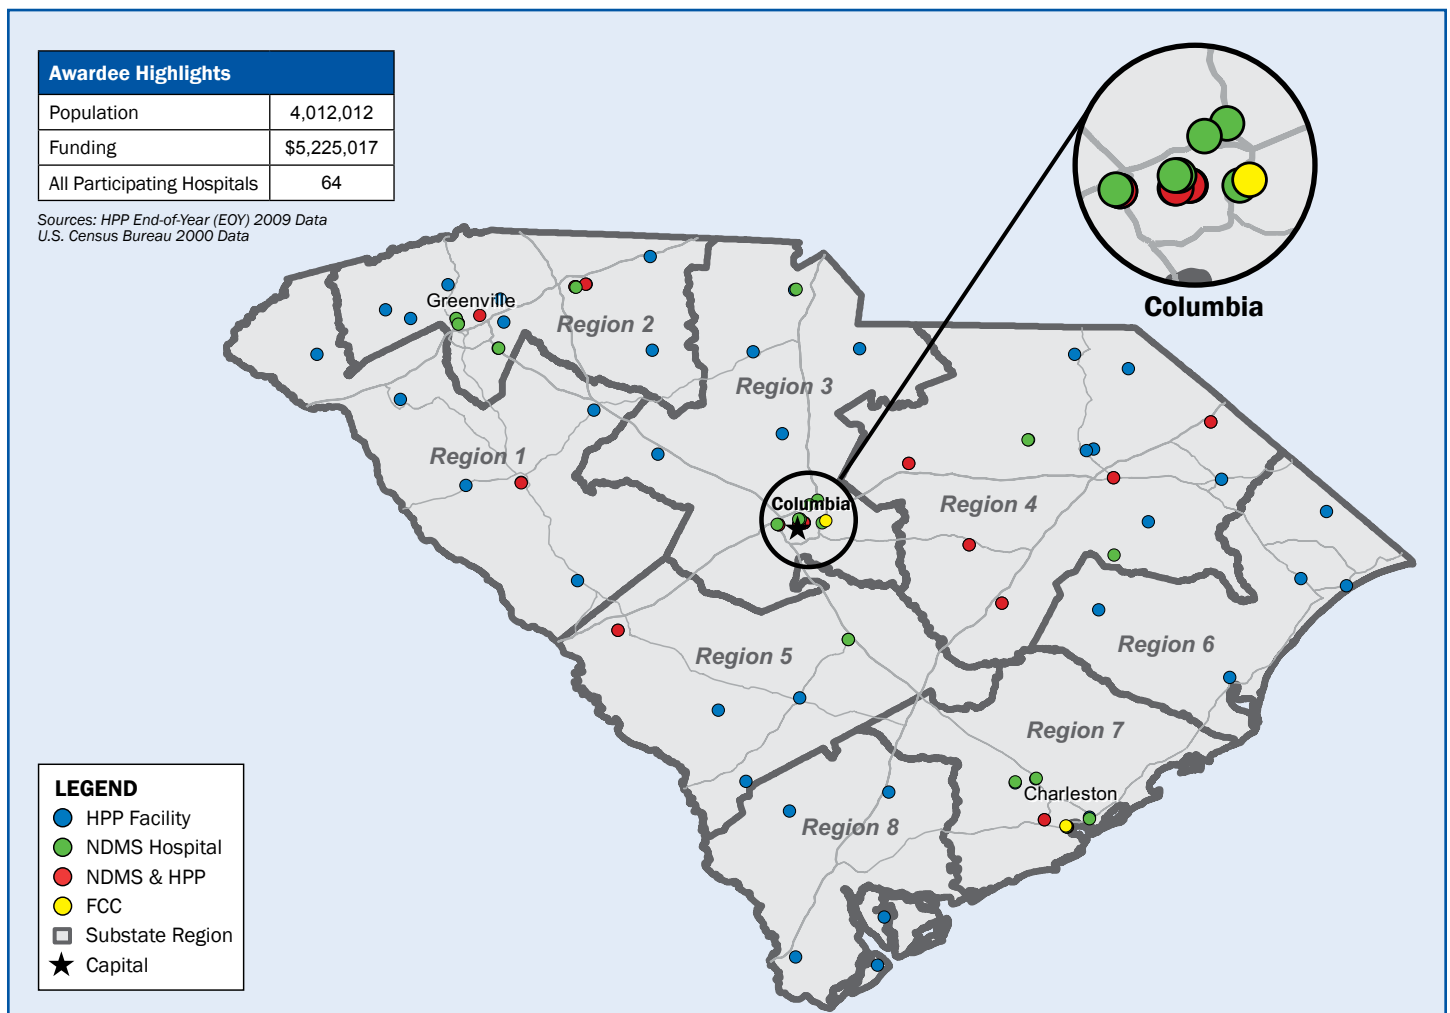 Awardee Highlights
Population 4,012,012
Funding $5,225,017
All Participating Hospitals 64
Sources: HPP End-of-Year (EOY) 2009 Data
U.S. Census Bureau 2000 Data
Columbia
Greenville
Region 2
Region 3
Region 1
Columbia
Region 4
Region 5
Region 6
Region 7
Charleston
Region 8
LEGEND
HPP Facility
NDMS Hospital
NDMS & HPP
FCC
Substate Region
Capital